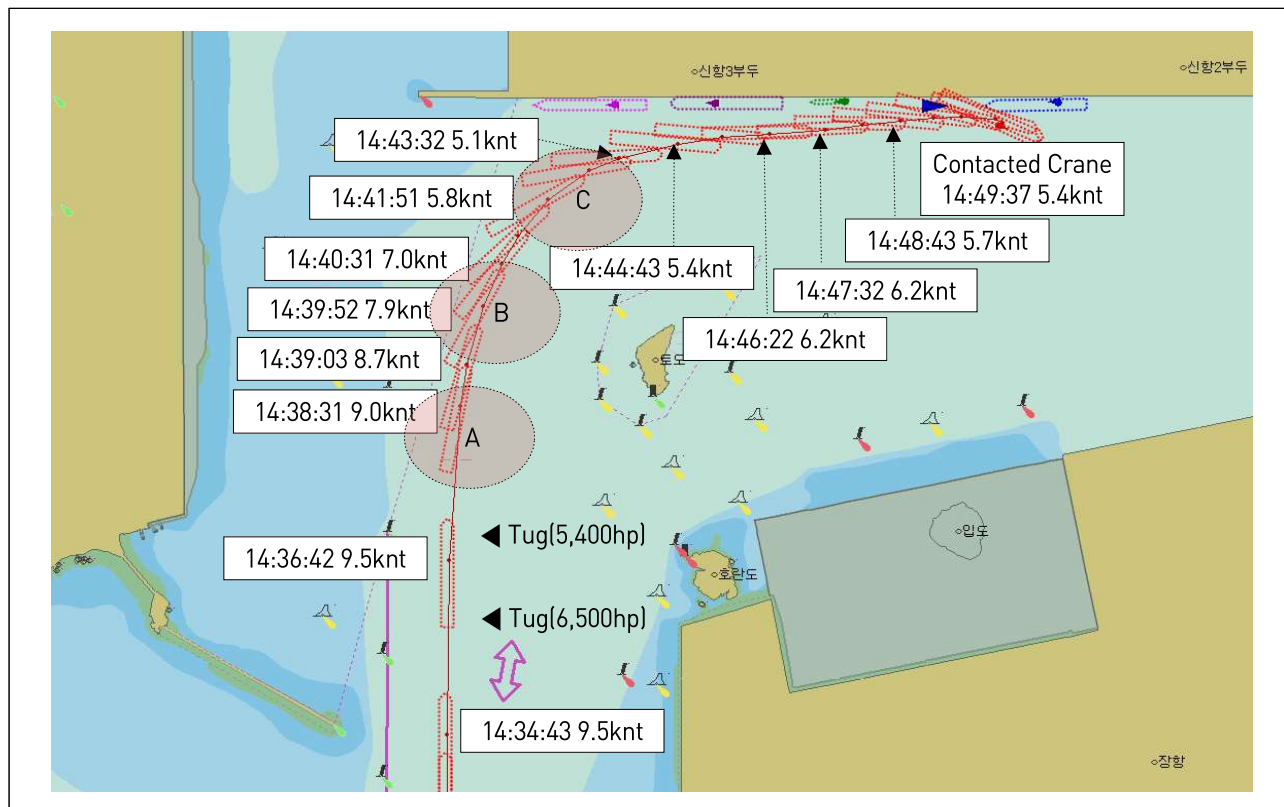 신항3부두
신항2부두
14:43:32 5.1knt
Contacted Crane
14:49:37 5.4knt
14:41:51 5.8knt
C
14:48:43 5.7knt
14:40:31 7.0knt
14:44:43 5.4knt
14:47:32 6.2knt
14:39:52 7.9knt
B
14:46:22 6.2knt
14:39:03 8.7knt
토도
14:38:31 9.0knt
A
Tug(5,400hp)
입도
14:36:42 9.5knt
호란도
Tug(6,500hp)
14:34:43 9.5knt
장항